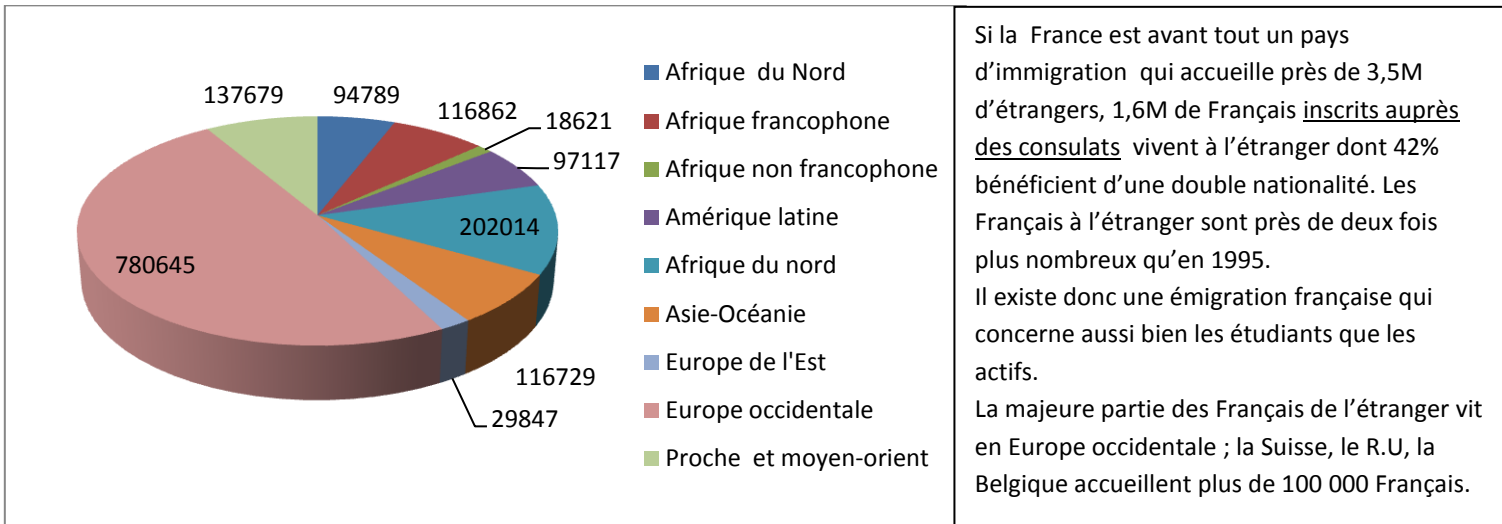 137679
94789
116862
18621
97117
202014
780645
116729
29847
Afrique du Nord
Afrique francophone
Afrique non francophone
Amérique latine
Afrique du nord
Asie-Océanie
Europe de l'Est
Europe occidentale
Proche et moyen-orient
Si la France est avant tout un pays
d’immigration qui accueille près de 3,5M
d’étrangers, 1,6M de Français inscrits auprès
des consulats vivent à l’étranger dont 42%
bénéficient d’une double nationalité. Les
Français à l’étranger sont près de deux fois
plus nombreux qu’en 1995.
Il existe donc une émigration française qui
concerne aussi bien les étudiants que les
actifs.
La majeure partie des Français de l’étranger vit
en Europe occidentale ; la Suisse, le R.U, la
Belgique accueillent plus de 100 000 Français.